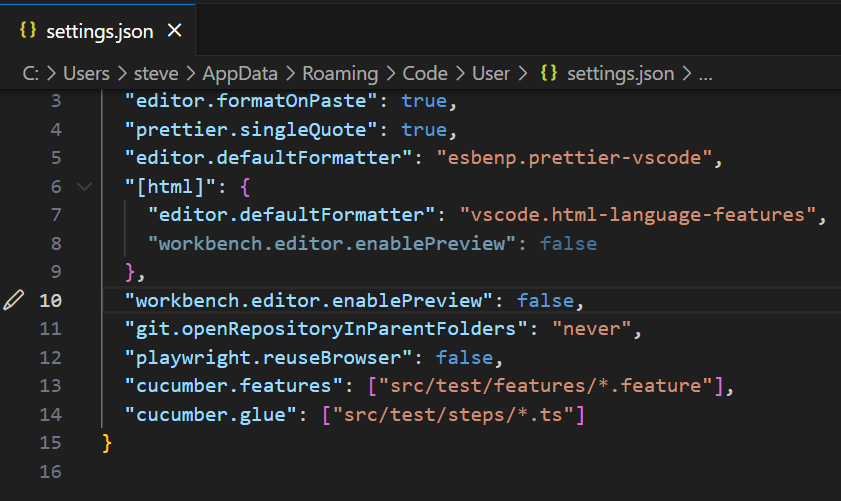 {} settings.json ×
C: > Users > steve > AppData > Roaming > Code > User > {} settings.json > ...
3 "editor.formatOnPaste": true,
4 "prettier.singleQuote": true,
5 "editor.defaultFormatter": "esbenp.prettier-vscode",
6 "[html]": {
7 "editor.defaultFormatter": "vscode.html-language-features",
8 "workbench.editor.enablePreview": false
9 },
10 "workbench.editor.enablePreview": false,
11 "git.openRepositoryInParentFolders": "never",
12 "playwright.reuseBrowser": false,
13 "cucumber.features": ["src/test/features/*.feature"],
14 "cucumber.glue": ["src/test/steps/*.ts"]
15 }
16